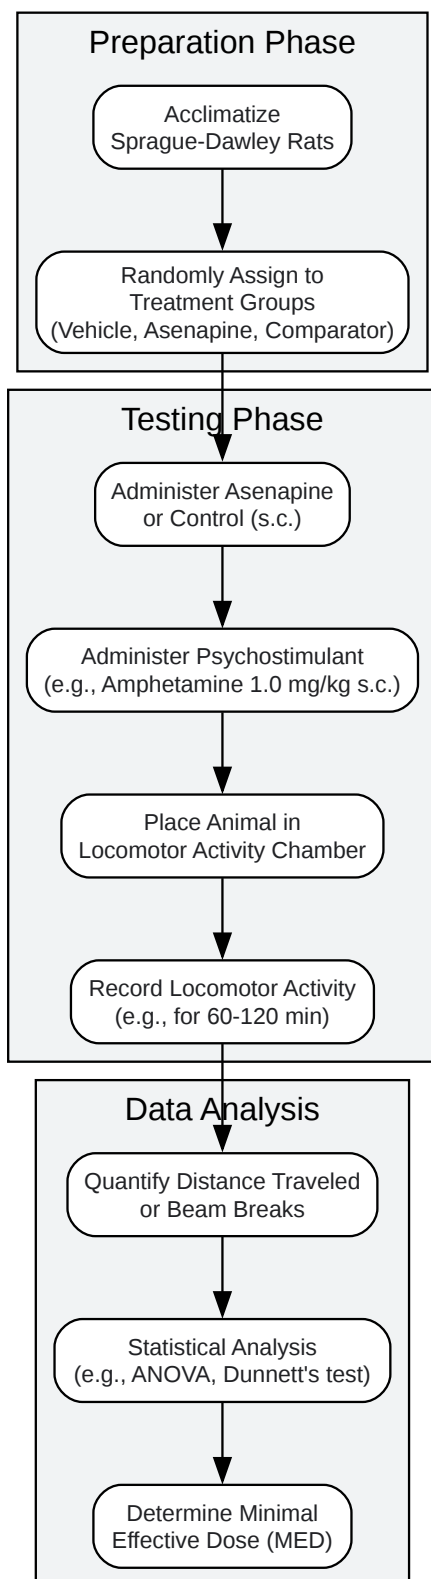 Preparation Phase
Acclimatize
Sprague-Dawley Rats
Randomly Assign to
Treatment Groups
(Vehicle, Asenapine, Comparator)
Testing Phase
Administer Asenapine
or Control (s.c.)
Administer Psychostimulant
(e.g., Amphetamine 1.0 mg/kg s.c.)
Place Animal in
Locomotor Activity Chamber
Record Locomotor Activity
(e.g., for 60-120 min)
Data Analysis
Quantify Distance Traveled
or Beam Breaks
Statistical Analysis
(e.g., ANOVA, Dunnett's test)
Determine Minimal
Effective Dose (MED)